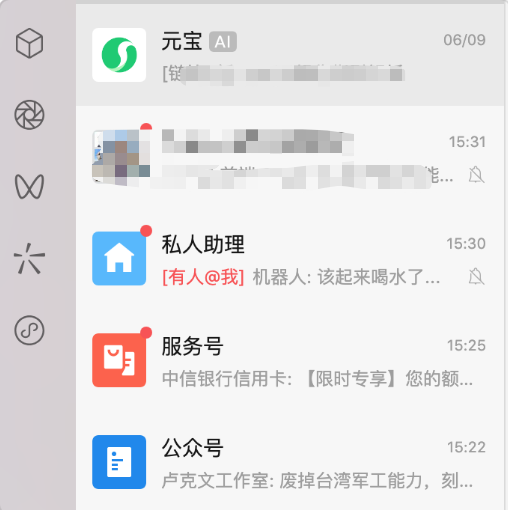 元宝 AI
06/09
[链
15:31
能...
私人助理
15:30
[有人@我] 机器人: 该起来喝水了...
服务号
15:25
中信银行信用卡: 【限时专享】您的额...
公众号
15:22
卢克文工作室: 废掉台湾军工能力，刻...